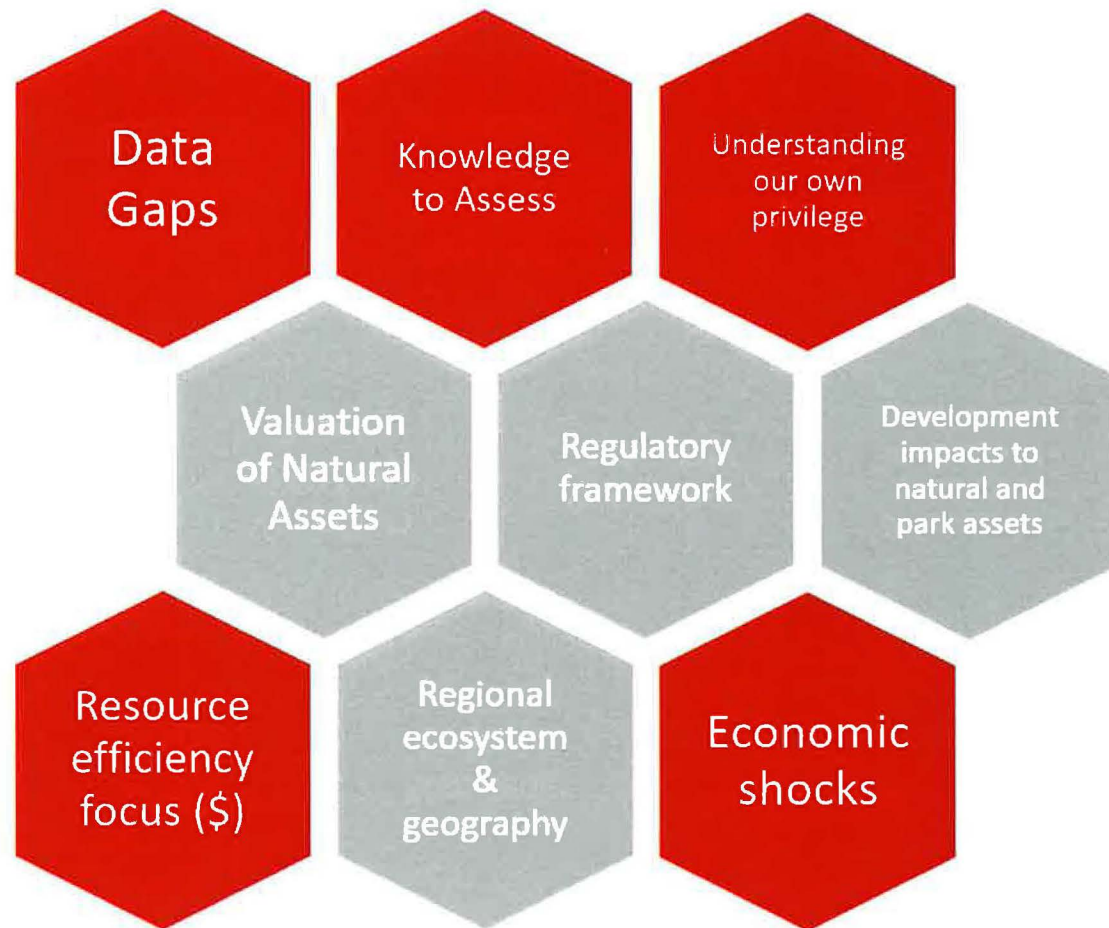 Data
Gaps
Knowledge
to Assess
Understanding
our own
privilege
Valuation
of Natural
Assets
Regulatory
framework
Development
impacts to
natural and
park assets
Resource
efficiency
focus ($)
Regional
ecosystem
&
geography
Economic
shocks